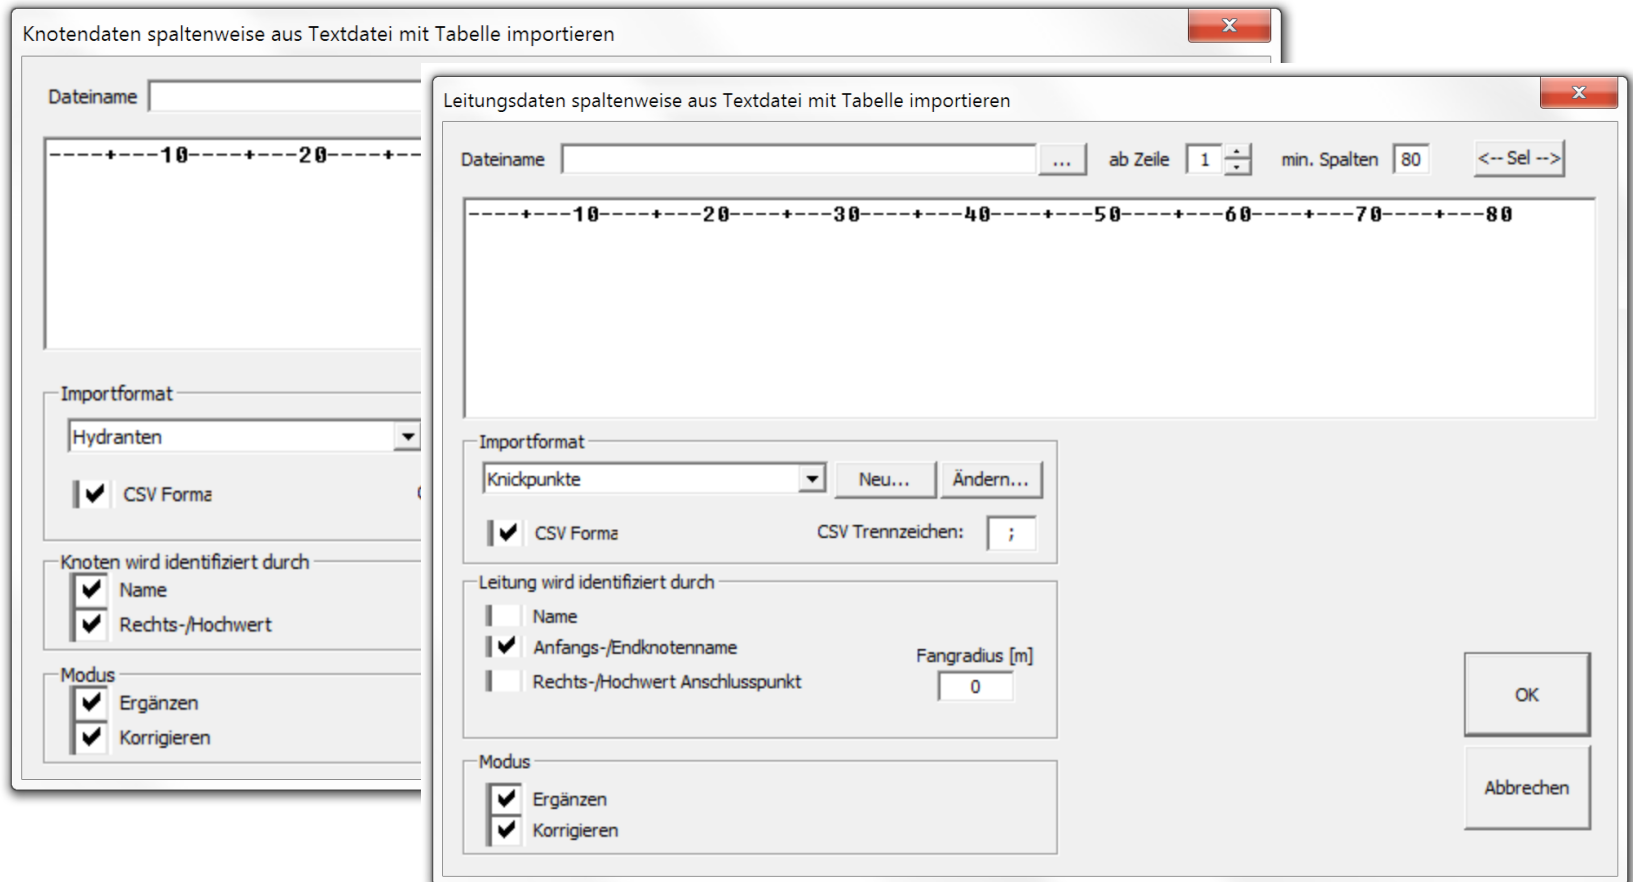 Knotendaten spaltenweise aus Textdatei mit Tabelle importieren
Dateiname
----+---10----+---20----+--
Importformat
Hydranten
CSV Forma
Knoten wird identifiziert durch
Name
Rechts-/Hochwert
Modus
Ergänzen
Korrigieren
Leitungsdaten spaltenweise aus Textdatei mit Tabelle importieren
Dateiname ... ab Zeile 1 min. Spalten 80 <-- Sel -->
----+---10----+---20----+---30----+---40----+---50----+---60----+---70----+---80
Importformat
Knickpunkte Neu... Ändern...
CSV Forma CSV Trennzeichen: ;
Leitung wird identifiziert durch
Name
Anfangs-/Endknotenname
Fangradius [m]
Rechts-/Hochwert Anschlusspunkt 0
OK
Modus
Abbrechen
Ergänzen
Korrigieren